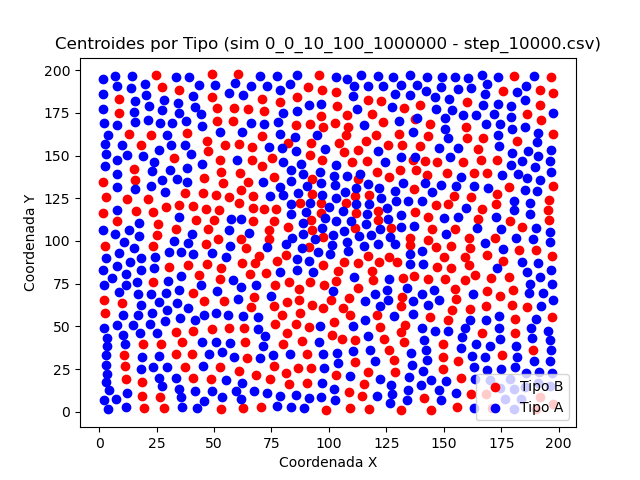 Centroides por Tipo (sim 0_0_10_100_1000000 - step_10000.csv)
Coordenada Y
200
175
150
125
100
75
50
25
0
Tipo B
Tipo A
0 25 50 75 100 125 150 175 200
Coordenada X